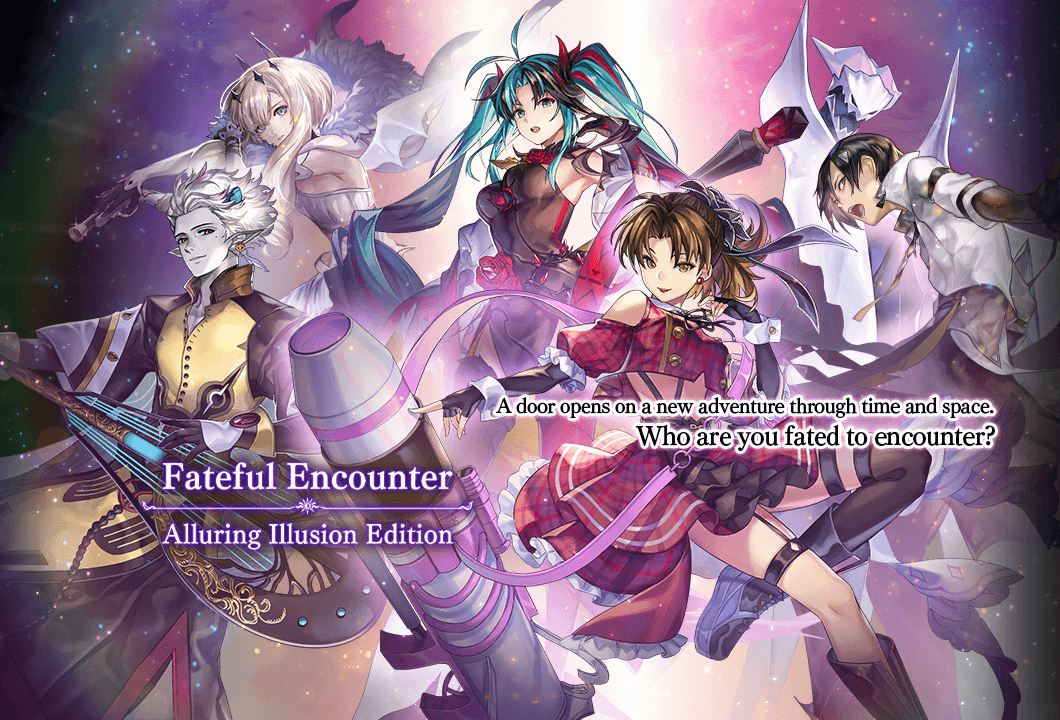 A door opens on a new adventure through time and space.
Who are you fated to encounter?
Fateful Encounter
Alluring Illusion Edition